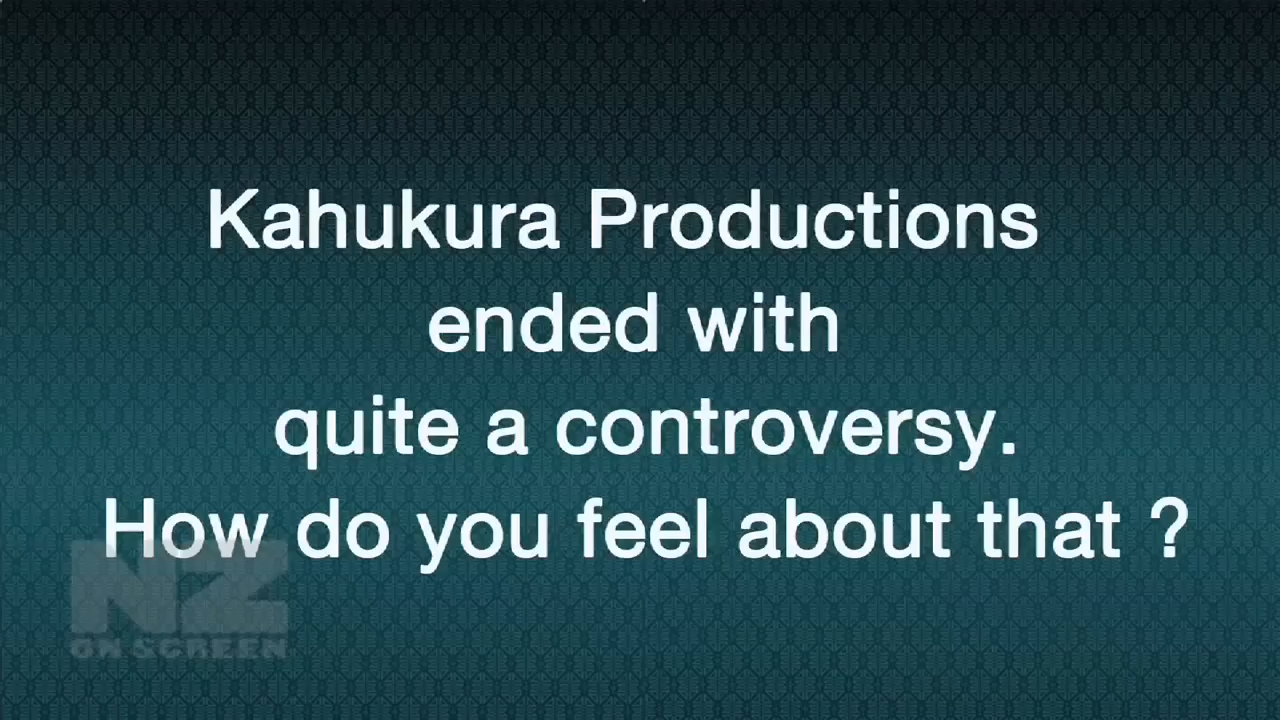 Kahukura Productions
ended with
quite a controversy.
How do you feel about that ?
NZ
ON SCREEN